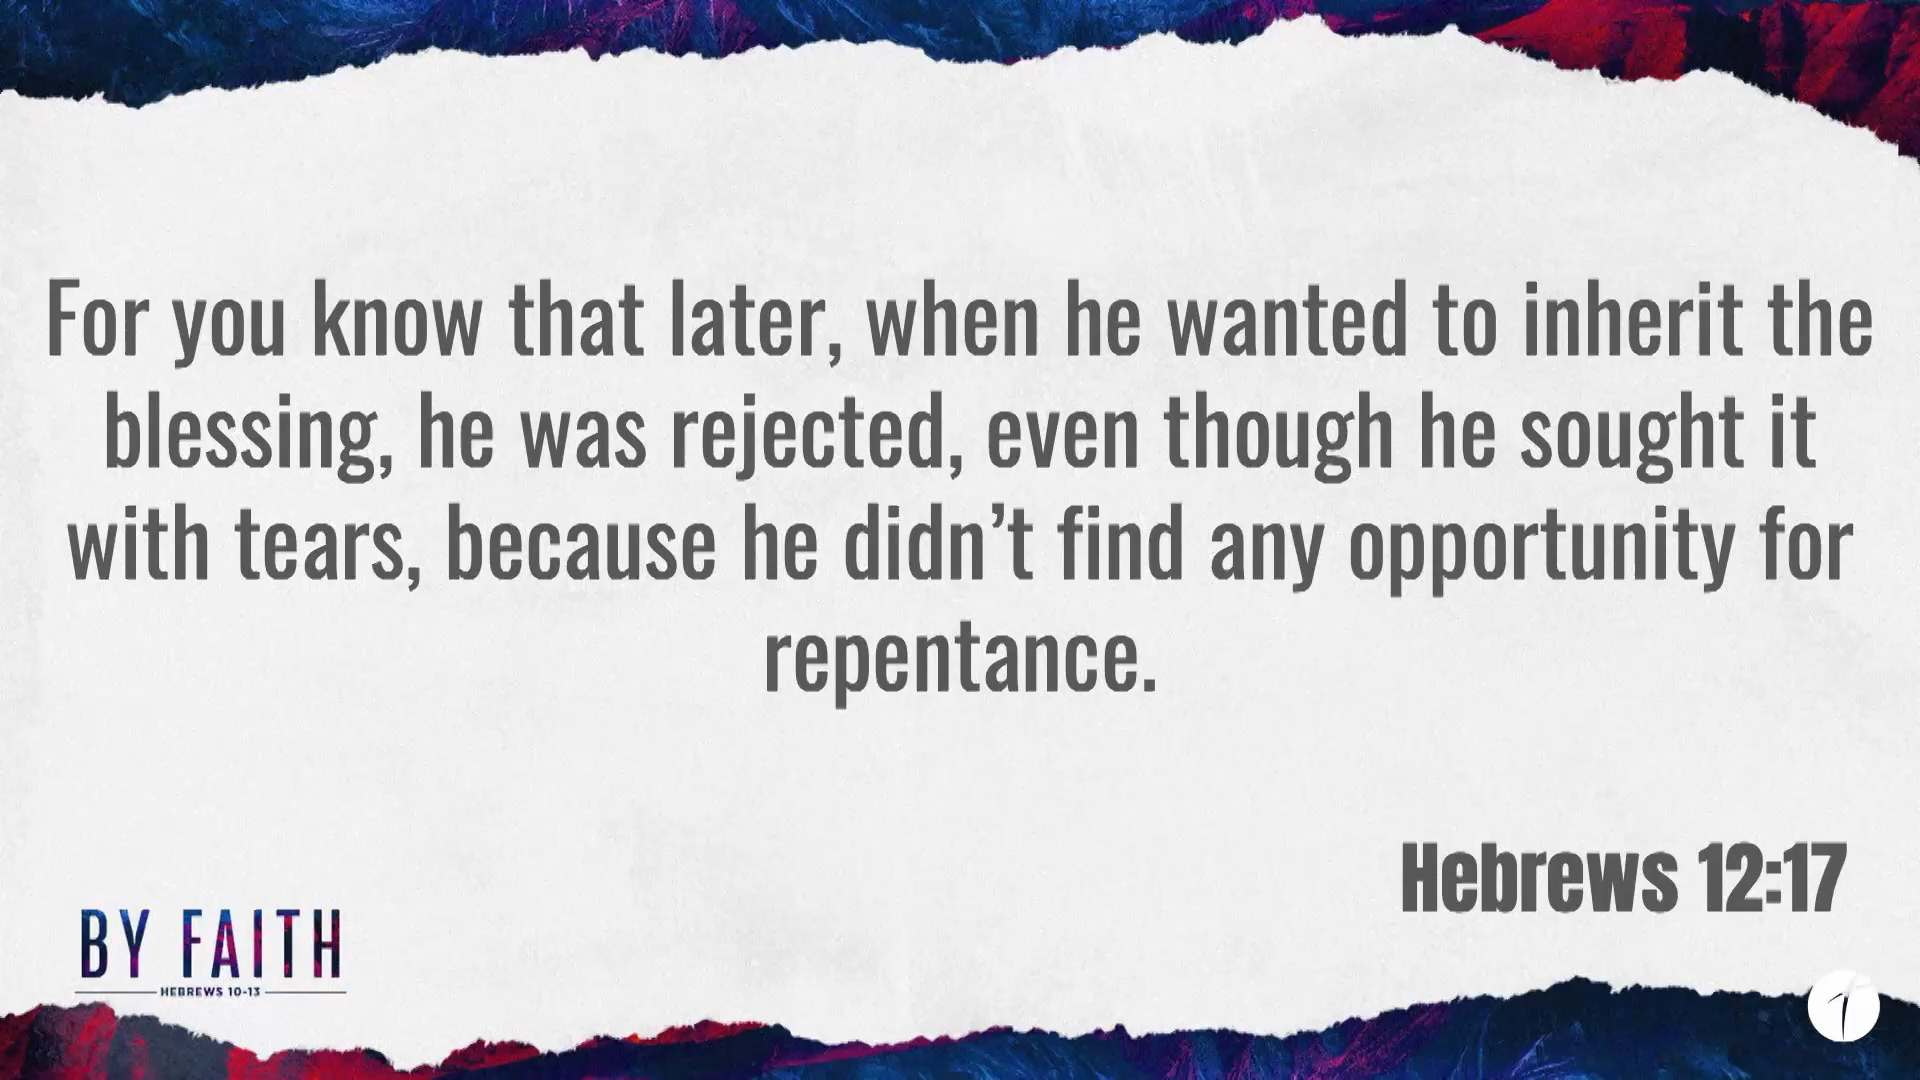 For you know that later, when he wanted to inherit the
blessing, he was rejected, even though he sought it
with tears, because he didn’t find any opportunity for
repentance.
Hebrews 12:17
BY FAITH
HEBREWS 10-13